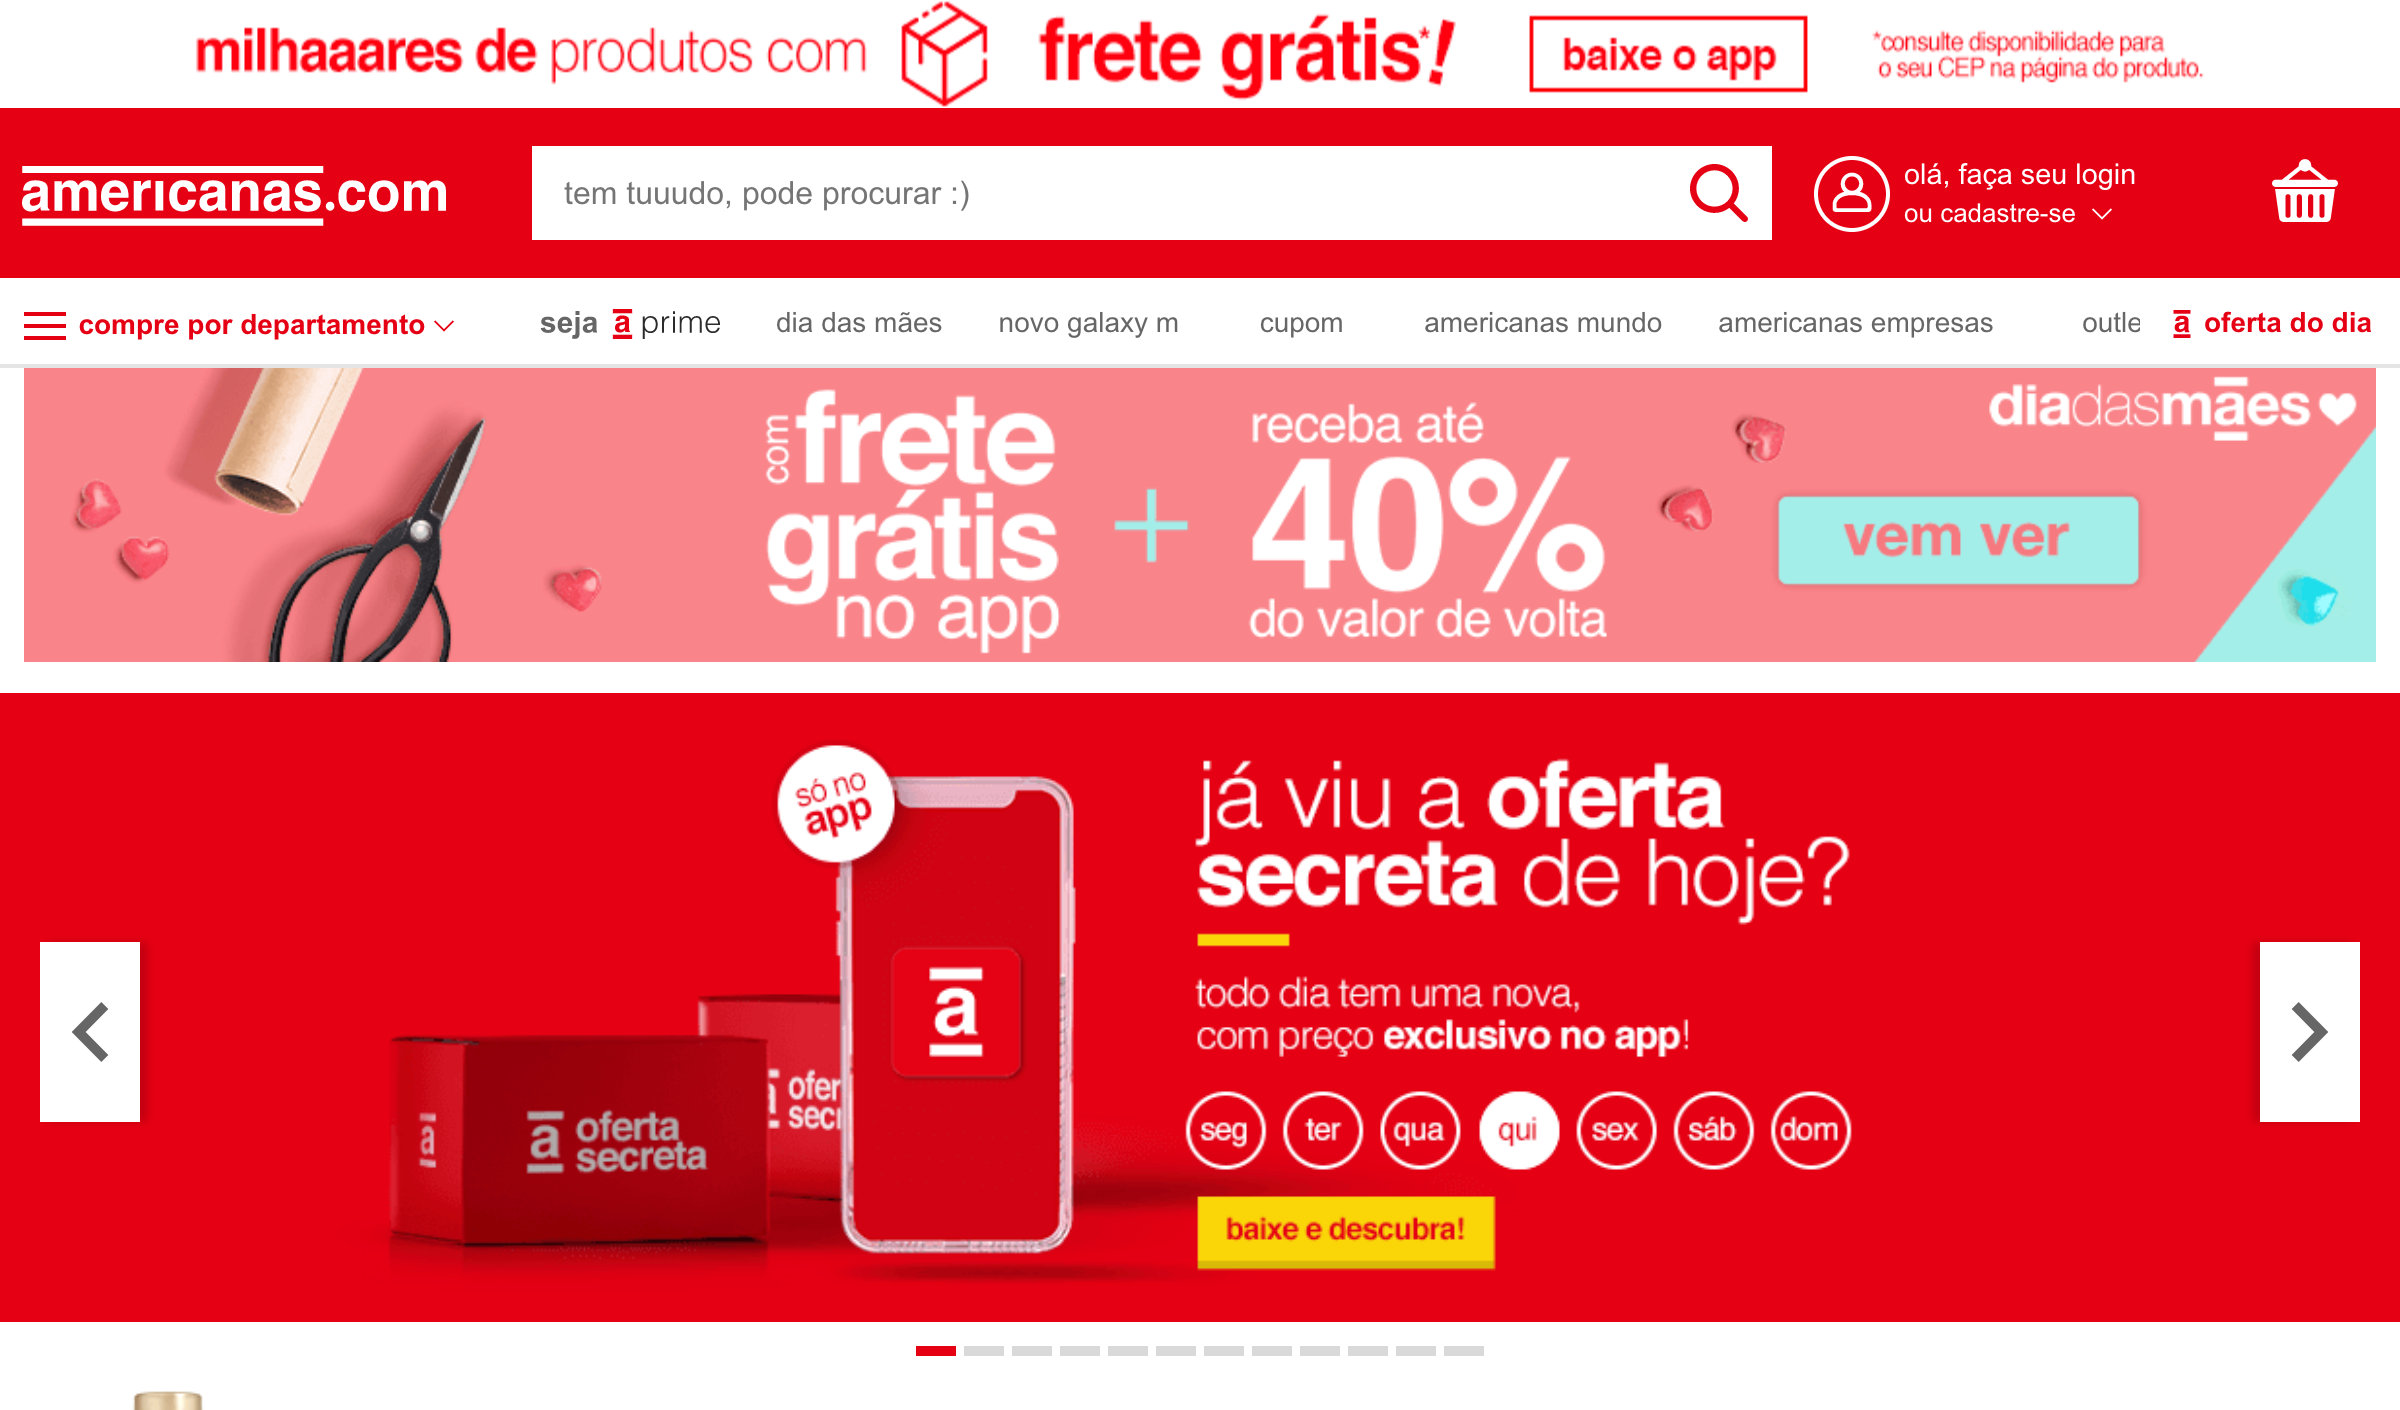 milhaaares de produtos com frete grátis*! baixe o app *consulte disponibilidade para
o seu CEP na página do produto.
americanas.com
tem tuuudo, pode procurar :)
olá, faça seu login
ou cadastre-se
compre por departamento
seja a prime
dia das mães
novo galaxy m
cupom
americanas mundo
americanas empresas
outle
a oferta do dia
com frete
grátis
no app
+
receba até
40%
do valor de volta
diadasmães
vem ver
só no
app
já viu a oferta
secreta de hoje?
todo dia tem uma nova,
com preço exclusivo no app!
seg ter qua qui sex sáb dom
baixe e descubra!
a
a
a oferta
secreta
a ofer
secr